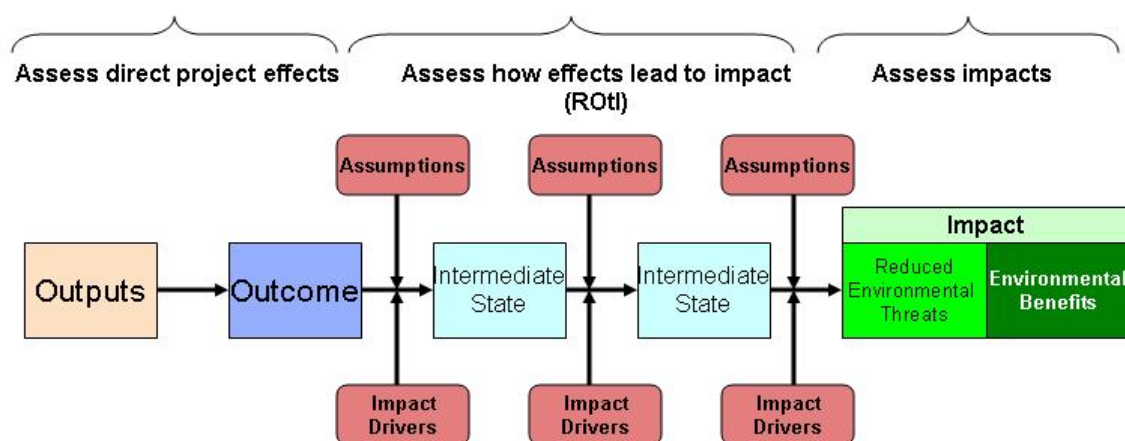 Assess direct project effects
Assess how effects lead to impact
(ROtI)
Assess impacts
Assumptions
Assumptions
Assumptions
Outputs
Outcome
Intermediate
State
Intermediate
State
Impact
Reduced
Environmental
Threats
Environmental
Benefits
Impact
Drivers
Impact
Drivers
Impact
Drivers